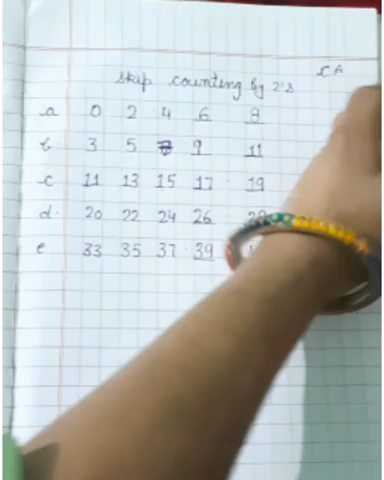 skip counting by 2's
a 0 2 4 6 8
b 3 5 7 9 11
c 11 13 15 17 19
d. 20 22 24 26
e 33 35 37 39